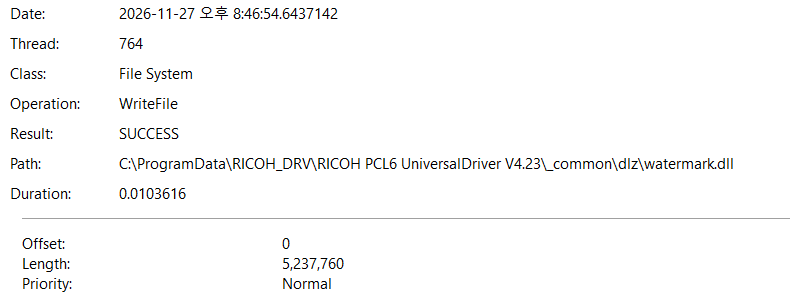 Date: 2026-11-27 오후 8:46:54.6437142
Thread: 764
Class: File System
Operation: WriteFile
Result: SUCCESS
Path: C:\ProgramData\RICOH_DRV\RICOH PCL6 UniversalDriver V4.23\_common\dlz\watermark.dll
Duration: 0.0103616
Offset: 0
Length: 5,237,760
Priority: Normal